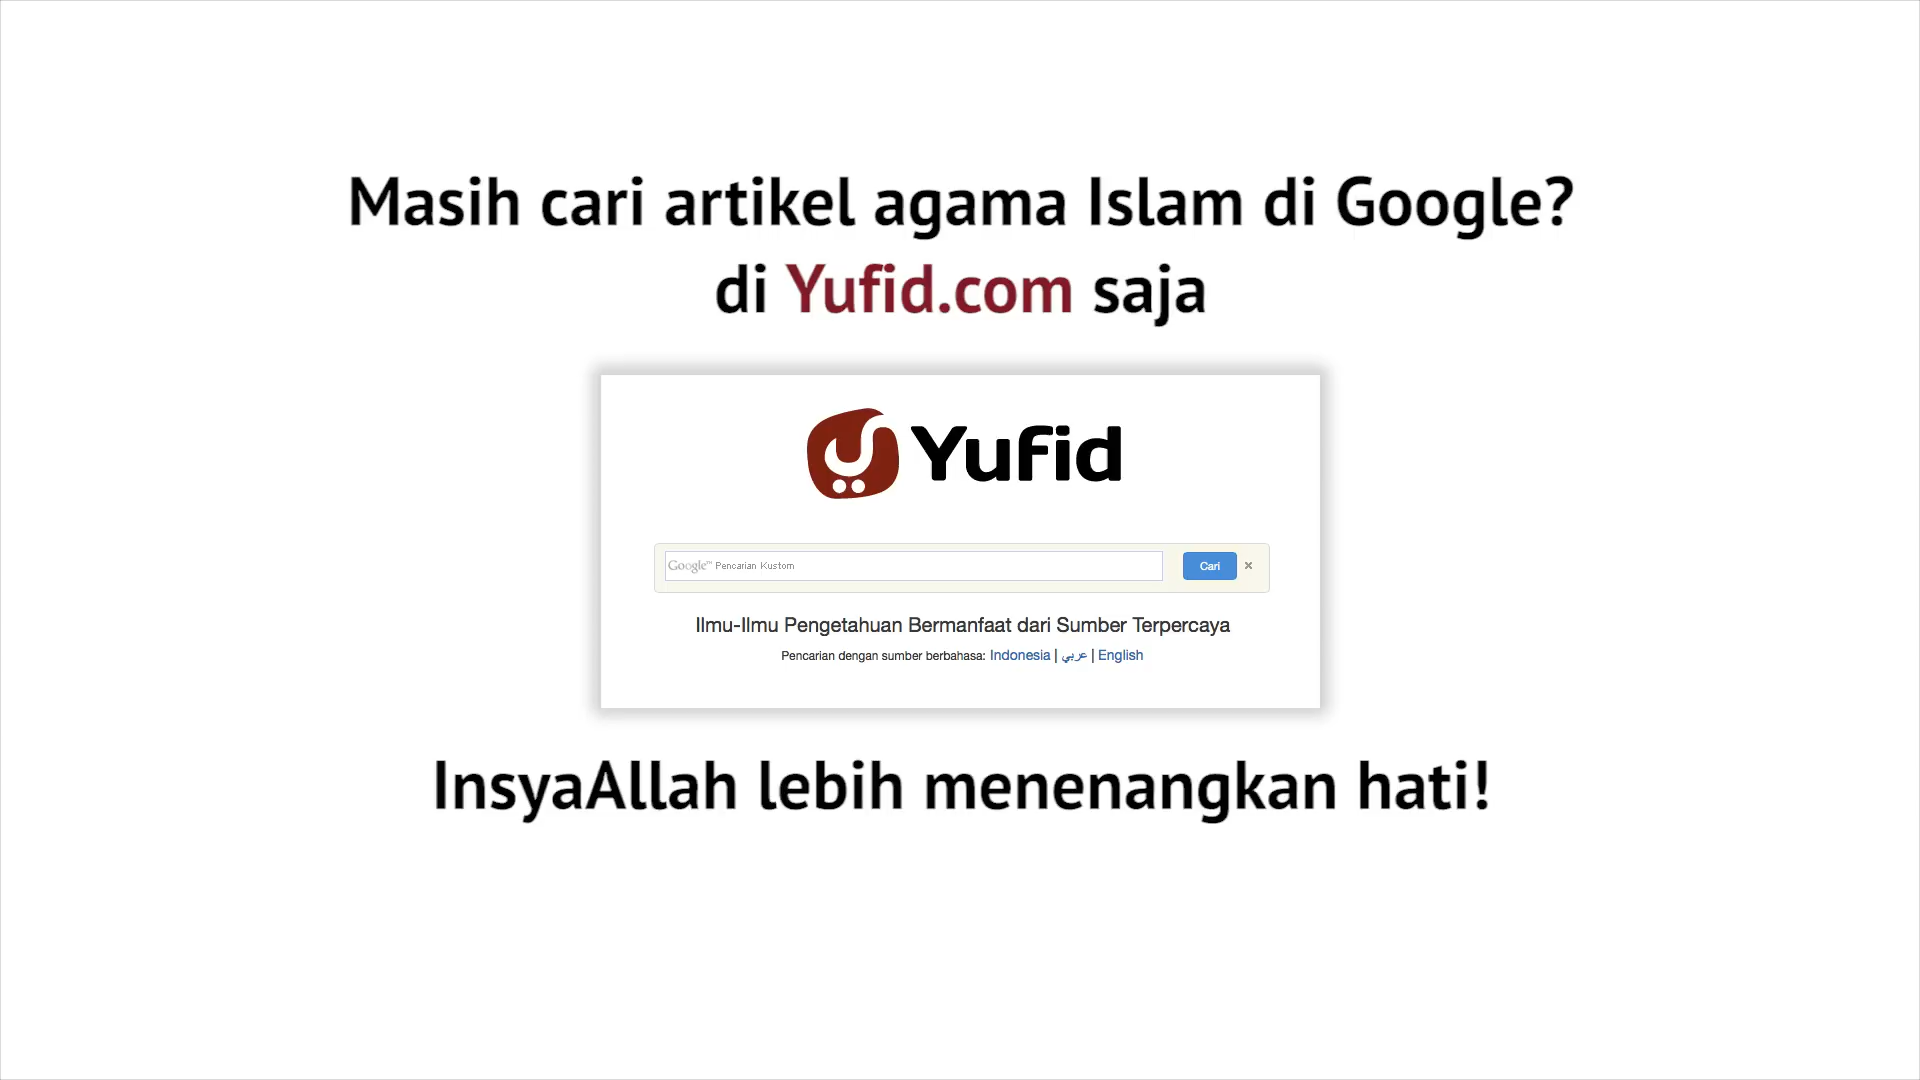 Masih cari artikel agama Islam di Google?
di Yufid.com saja
Yufid
Google™ Pencarian Kustom
Cari ×
Ilmu-Ilmu Pengetahuan Bermanfaat dari Sumber Terpercaya
Pencarian dengan sumber berbahasa: Indonesia | عربي | English
InsyaAllah lebih menenangkan hati!